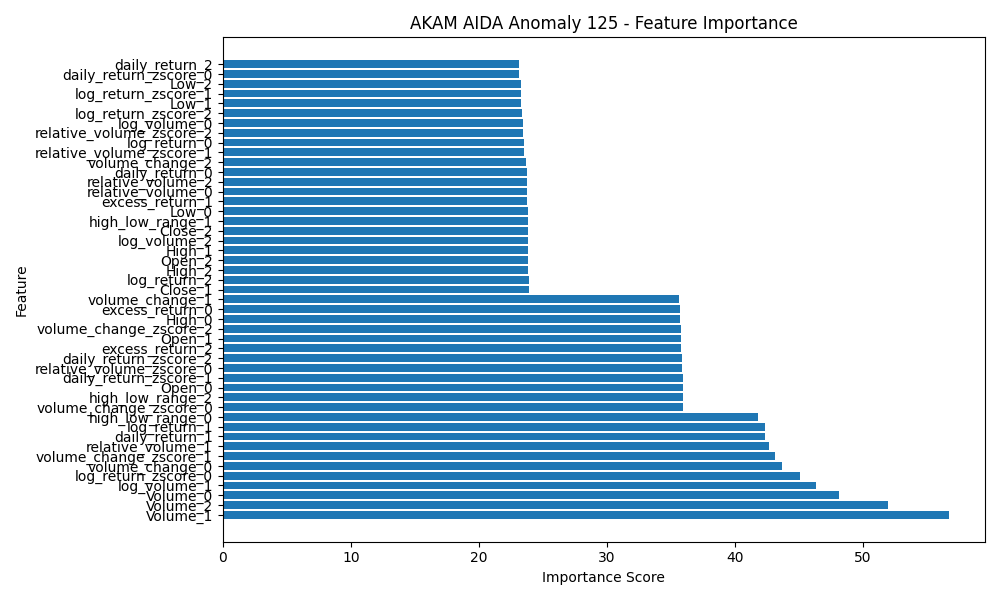 AKAM AIDA Anomaly 125 - Feature Importance
daily_return_2
daily_return_zscore_0
Low_2
log_return_zscore_1
Low_1
log_return_zscore_2
log_volume_0
relative_volume_zscore_2
log_return_0
relative_volume_zscore_1
volume_change_2
daily_return_0
relative_volume_2
relative_volume_0
excess_return_1
Low_0
high_low_range_1
Close_2
log_volume_2
High_1
Open_2
High_2
log_return_2
Close_1
volume_change_1
excess_return_0
High_0
volume_change_zscore_2
Open_1
excess_return_2
daily_return_zscore_2
relative_volume_zscore_0
daily_return_zscore_1
Open_0
high_low_range_2
volume_change_zscore_0
high_low_range_0
log_return_1
daily_return_1
relative_volume_1
volume_change_zscore_1
volume_change_0
log_return_zscore_0
log_volume_1
Volume_0
Volume_2
Volume_1
Feature
0 10 20 30 40 50
Importance Score